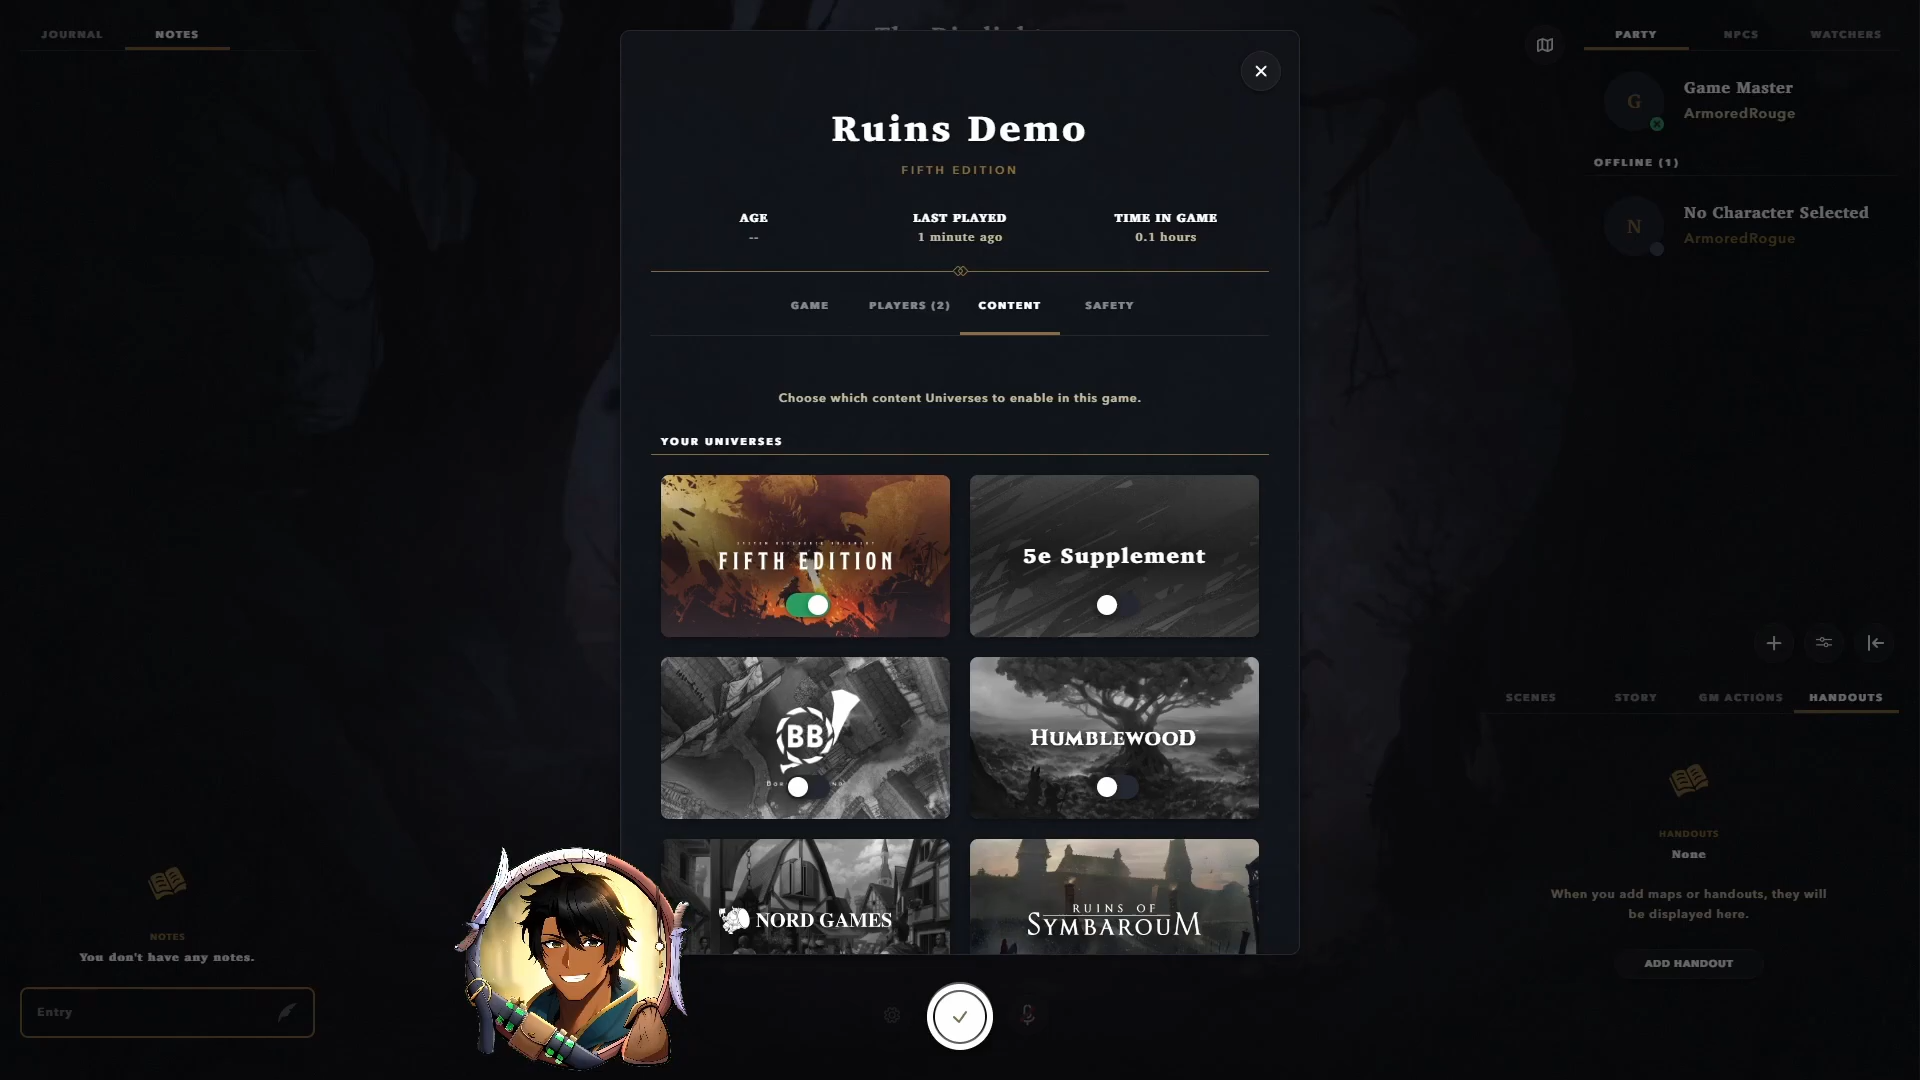 JOURNAL
NOTES
Ruins Demo
FIFTH EDITION
AGE
--
LAST PLAYED
1 minute ago
TIME IN GAME
0.1 hours
GAME
PLAYERS (2)
CONTENT
SAFETY
Choose which content Universes to enable in this game.
YOUR UNIVERSES
FIFTH EDITION
5e Supplement
BB
HUMBLEWOOD
NORD GAMES
RUINS OF
SYMBAROUM
PARTY
NPCS
WATCHERS
G
Game Master
ArmoredRouge
OFFLINE (1)
N
No Character Selected
ArmoredRogue
SCENES
STORY
GM ACTIONS
HANDOUTS
HANDOUTS
None
When you add maps or handouts, they will
be displayed here.
ADD HANDOUT
NOTES
You don't have any notes.
Entry